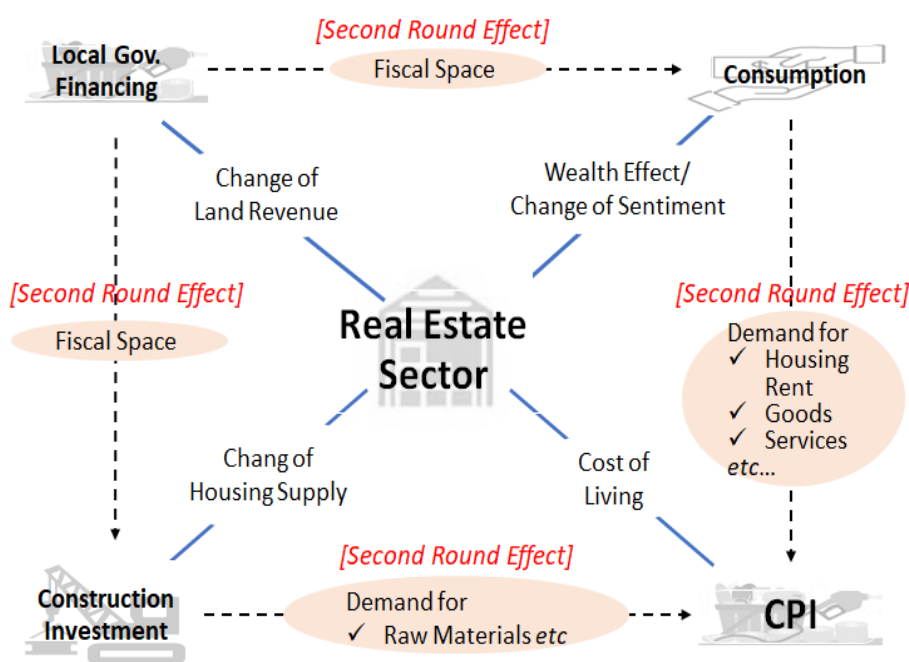 [Second Round Effect]
Local Gov.
Financing
Fiscal Space
Consumption
Change of
Land Revenue
Wealth Effect/
Change of Sentiment
[Second Round Effect]
Fiscal Space
Real Estate
Sector
[Second Round Effect]
Demand for
✓ Housing
Rent
✓ Goods
✓ Services
etc...
Chang of
Housing Supply
Cost of
Living
[Second Round Effect]
Construction
Investment
Demand for
✓ Raw Materials etc
CPI